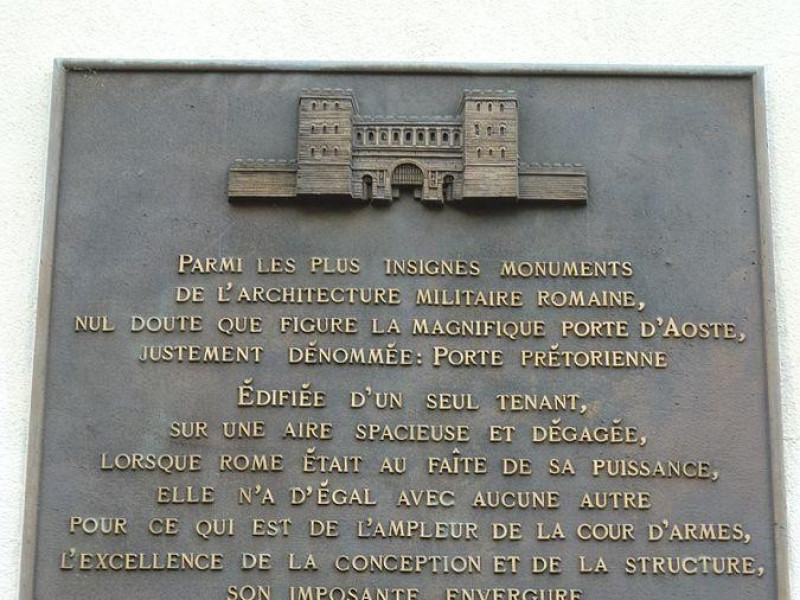 PARMI LES PLUS INSIGNES MONUMENTS
DE L'ARCHITECTURE MILITAIRE ROMAINE,
NUL DOUTE QUE FIGURE LA MAGNIFIQUE PORTE D'AOSTE,
JUSTEMENT DÉNOMMÉE: PORTE PRÉTORIENNE
ÉDIFIÉE D'UN SEUL TENANT,
SUR UNE AIRE SPACIEUSE ET DÉGAGÉE,
LORSQUE ROME ÉTAIT AU FAÎTE DE SA PUISSANCE,
ELLE N'A D'ÉGAL AVEC AUCUNE AUTRE
POUR CE QUI EST DE L'AMPLEUR DE LA COUR D'ARMES,
L'EXCELLENCE DE LA CONCEPTION ET DE LA STRUCTURE,
SON IMPOSANTE ENVERGURE